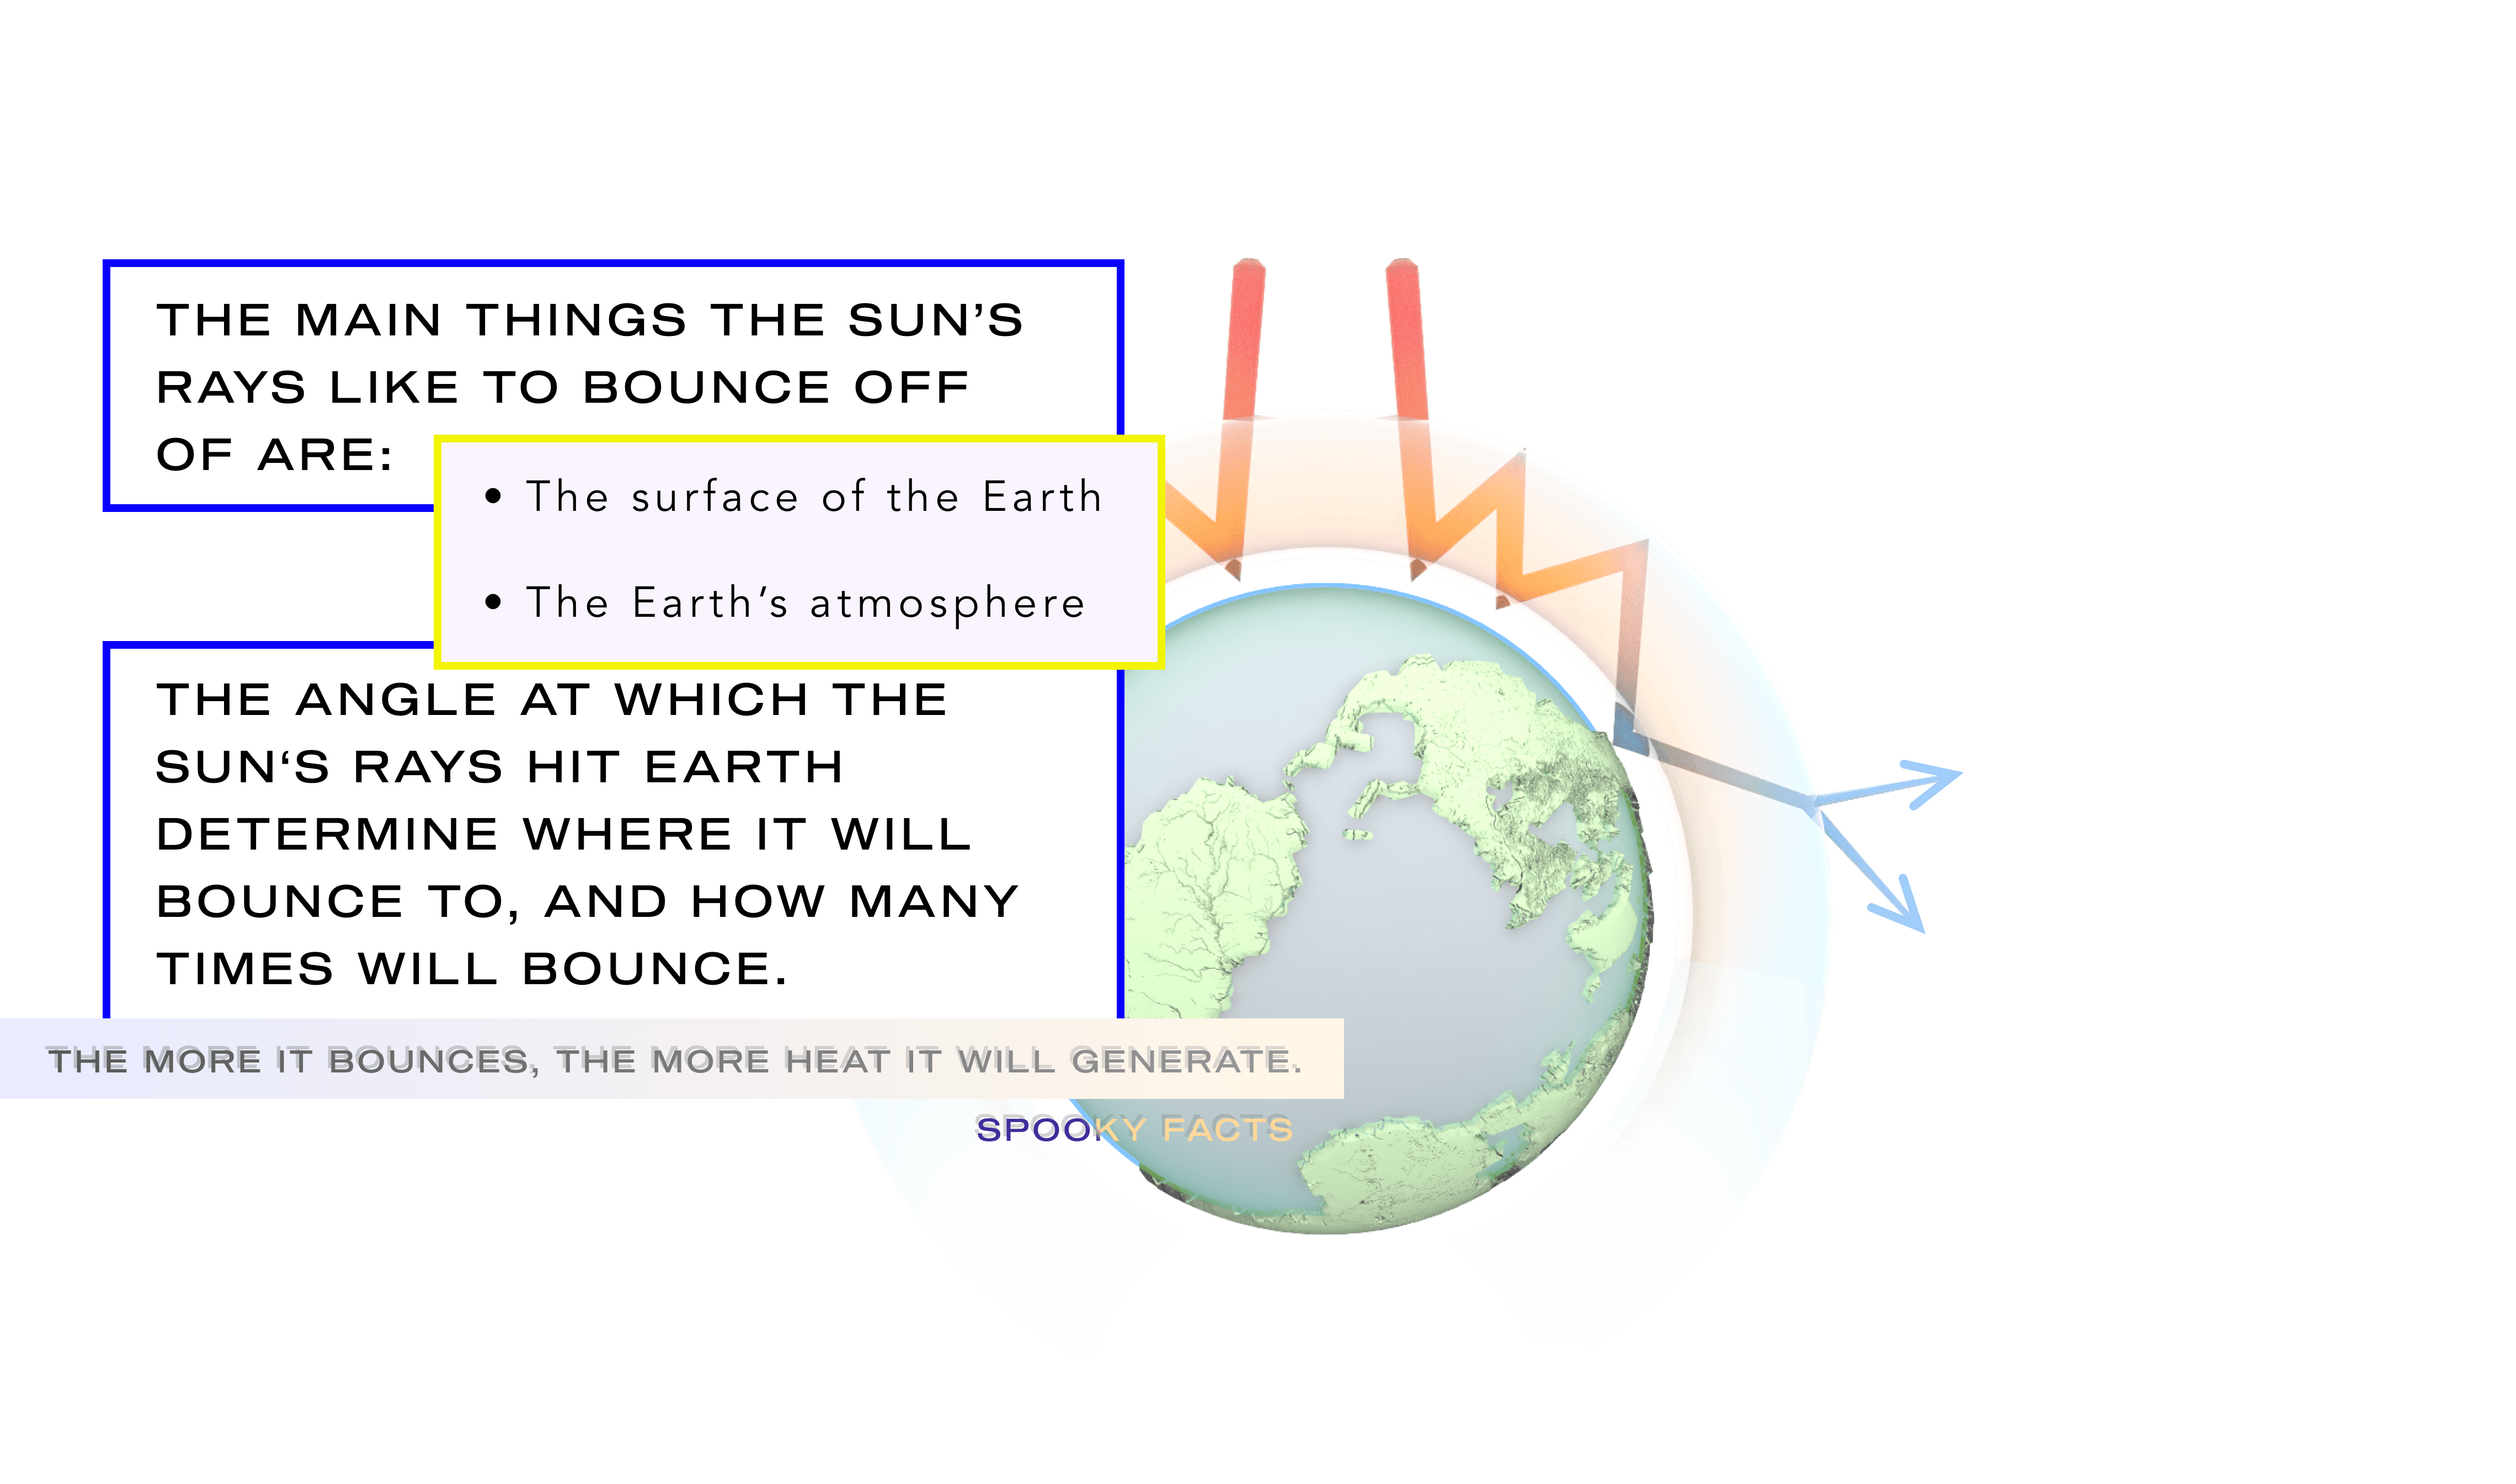 THE MAIN THINGS THE SUN’S
RAYS LIKE TO BOUNCE OFF
OF ARE:
• The surface of the Earth
• The Earth’s atmosphere
THE ANGLE AT WHICH THE
SUN‘S RAYS HIT EARTH
DETERMINE WHERE IT WILL
BOUNCE TO, AND HOW MANY
TIMES WILL BOUNCE.
THE MORE IT BOUNCES, THE MORE HEAT IT WILL GENERATE.
SPOOKY FACTS